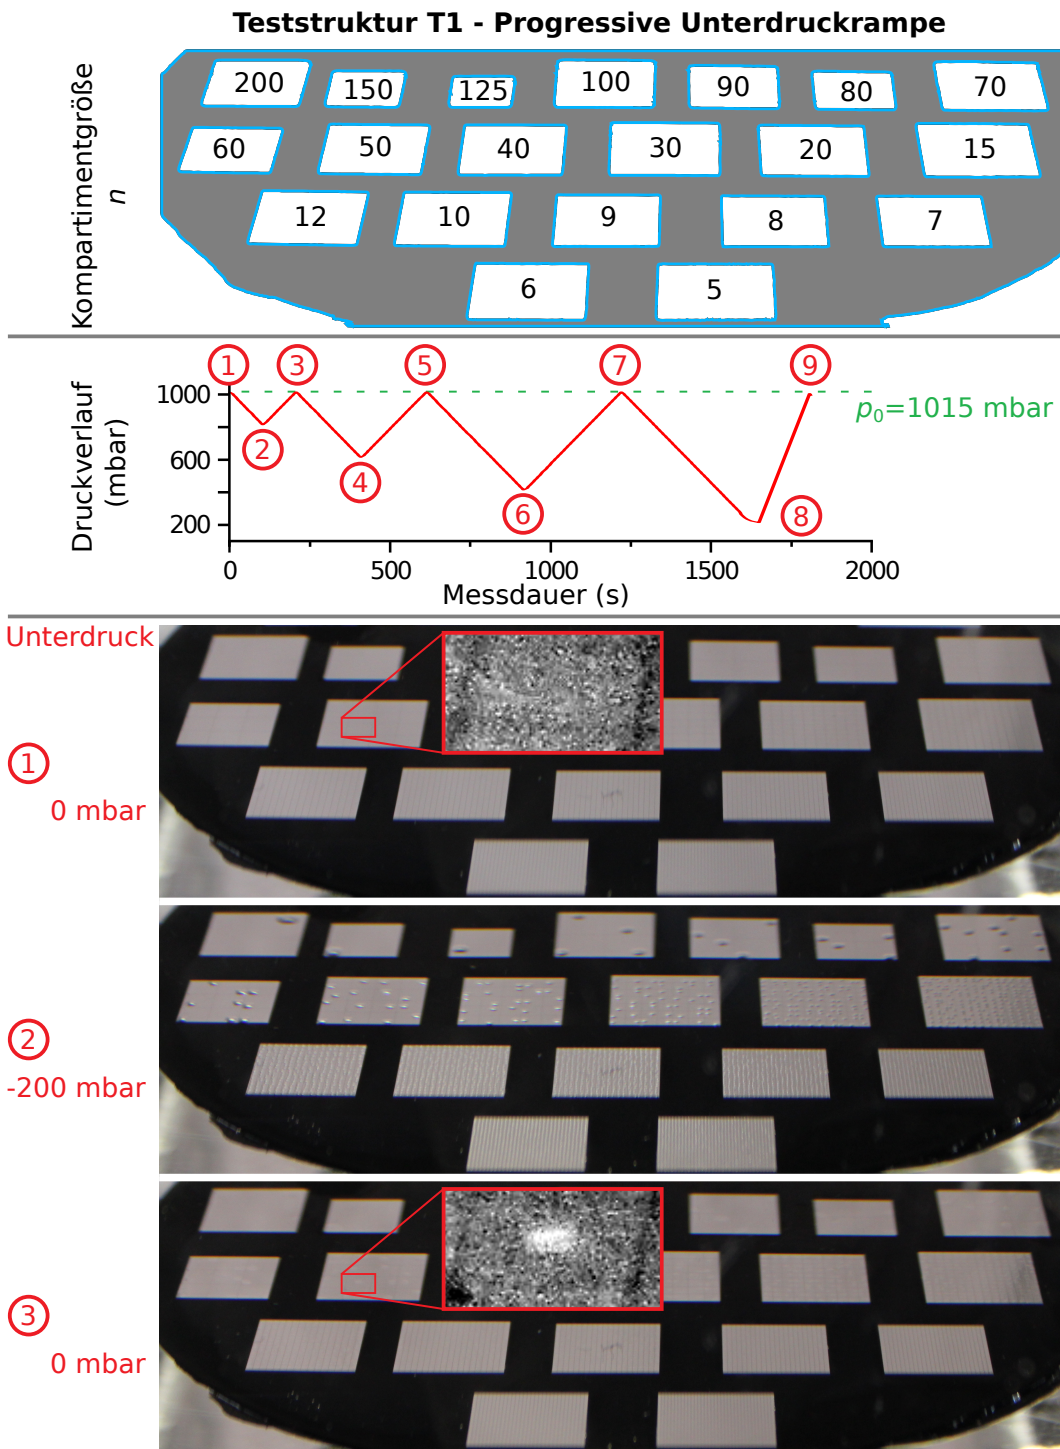 Teststruktur T1 - Progressive Unterdruckrampe
Kompartimentgröße
n
200 150 125 100 90 80 70
60 50 40 30 20 15
12 10 9 8 7
6 5
Druckverlauf
(mbar)
1 3 5 7 9
1000
p0=1015 mbar
2
600
4
6 8
200
0 500 1000 1500 2000
Messdauer (s)
Unterdruck
1
0 mbar
2
-200 mbar
3
0 mbar